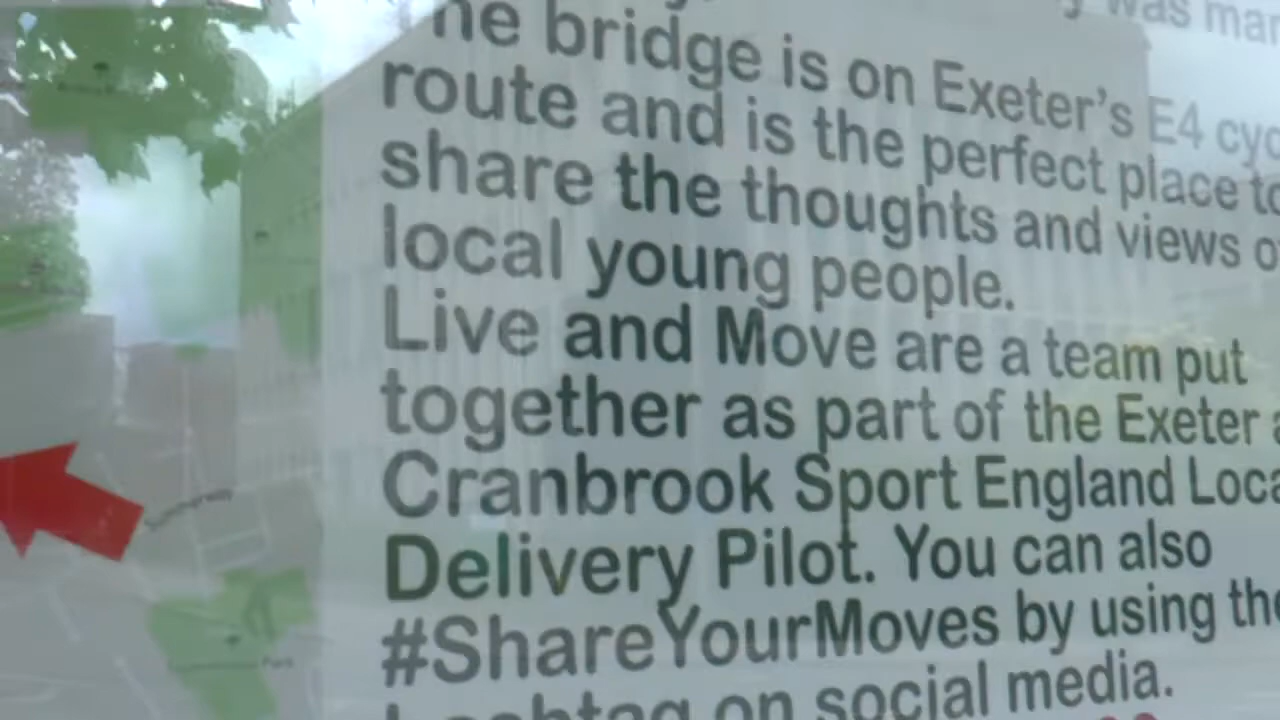 was
he bridge is on Exeter's E4 cyc
route and is the perfect place to
share the thoughts and views o
local young people.
Live and Move are a team put
together as part of the Exeter a
Cranbrook Sport England Loca
Delivery Pilot. You can also
#ShareYourMoves by using the
hashtag on social media.